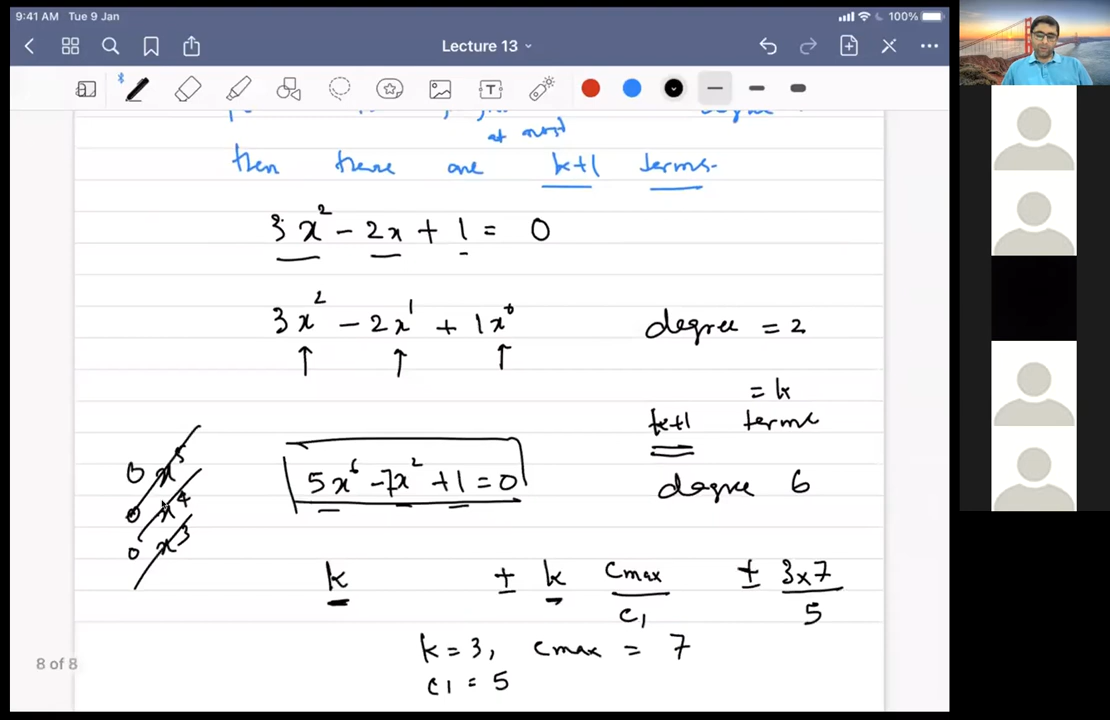 9:41 AM Tue 9 Jan
100%
Lecture 13
at most
then there are k+1 terms.
3x² - 2x + 1 = 0
3x² - 2x¹ + 1x⁰
degree = 2
= k
k+1 terms
0 x⁵
0 x⁴
0 x³
5x⁶ - 7x² + 1 = 0
degree 6
k
± k cmax / c1
± 3x7 / 5
k = 3, cmax = 7
c1 = 5
8 of 8